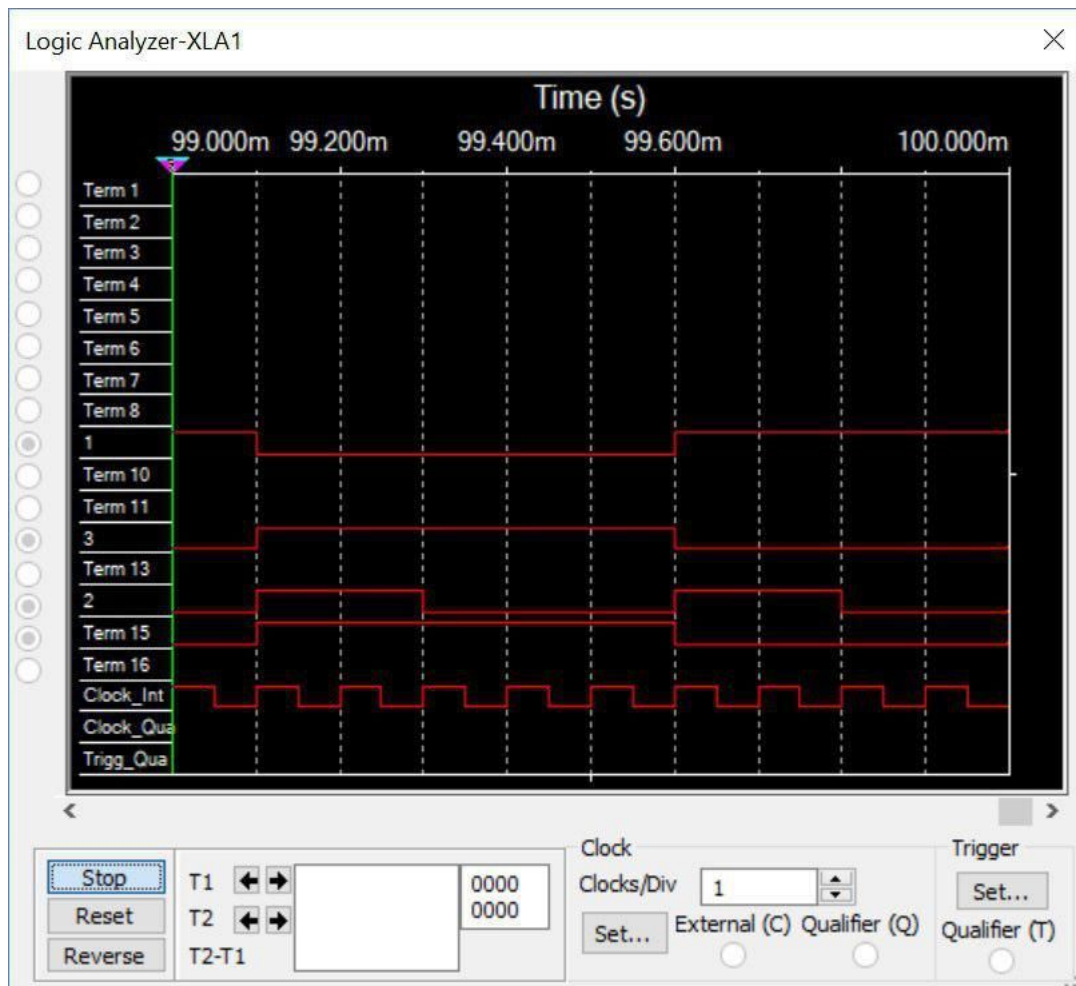 Logic Analyzer-XLA1
Time (s)
99.000m 99.200m 99.400m 99.600m 100.000m
Term 1
Term 2
Term 3
Term 4
Term 5
Term 6
Term 7
Term 8
1
Term 10
Term 11
3
Term 13
2
Term 15
Term 16
Clock_Int
Clock_Qua
Trigg_Qua
Stop
Reset
Reverse
T1
T2
T2-T1
0000
0000
Clock
Clocks/Div 1
Set... External (C) Qualifier (Q)
Trigger
Set...
Qualifier (T)